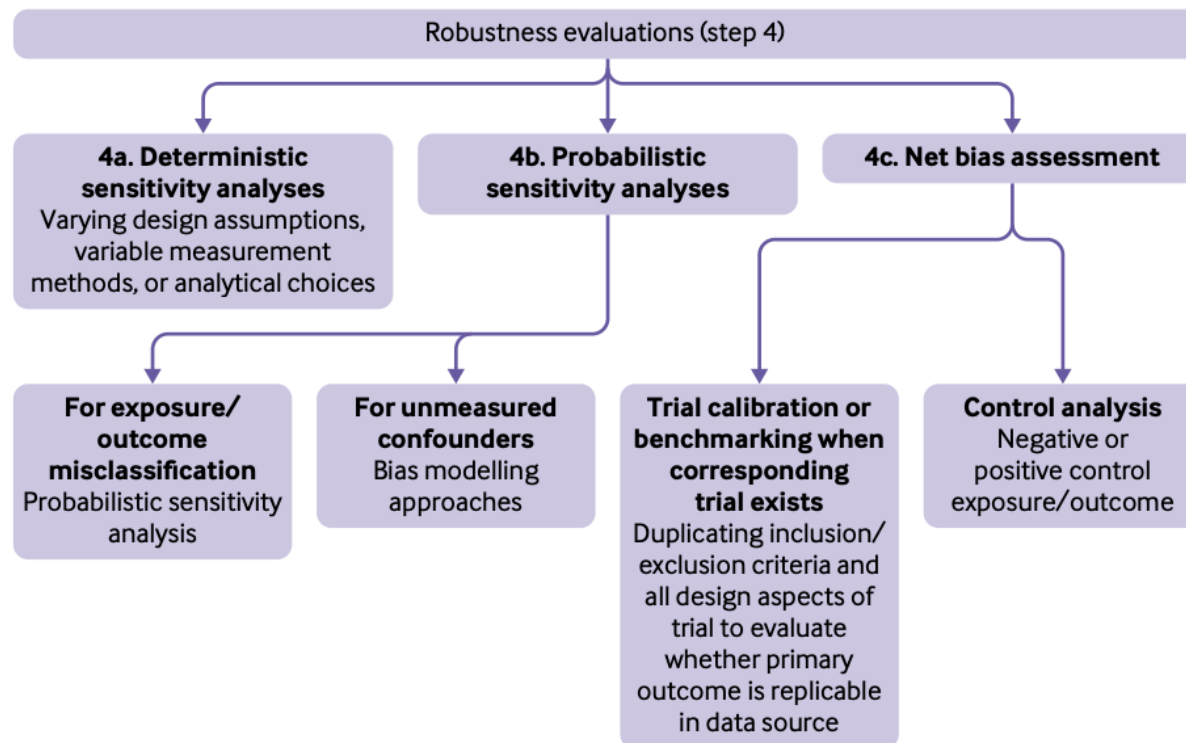 Robustness evaluations (step 4)
4a. Deterministic
sensitivity analyses
Varying design assumptions,
variable measurement
methods, or analytical choices
4b. Probabilistic
sensitivity analyses
4c. Net bias assessment
For exposure/
outcome
misclassification
Probabilistic sensitivity
analysis
For unmeasured
confounders
Bias modelling
approaches
Trial calibration or
benchmarking when
corresponding
trial exists
Duplicating inclusion/
exclusion criteria and
all design aspects of
trial to evaluate
whether primary
outcome is replicable
in data source
Control analysis
Negative or
positive control
exposure/outcome